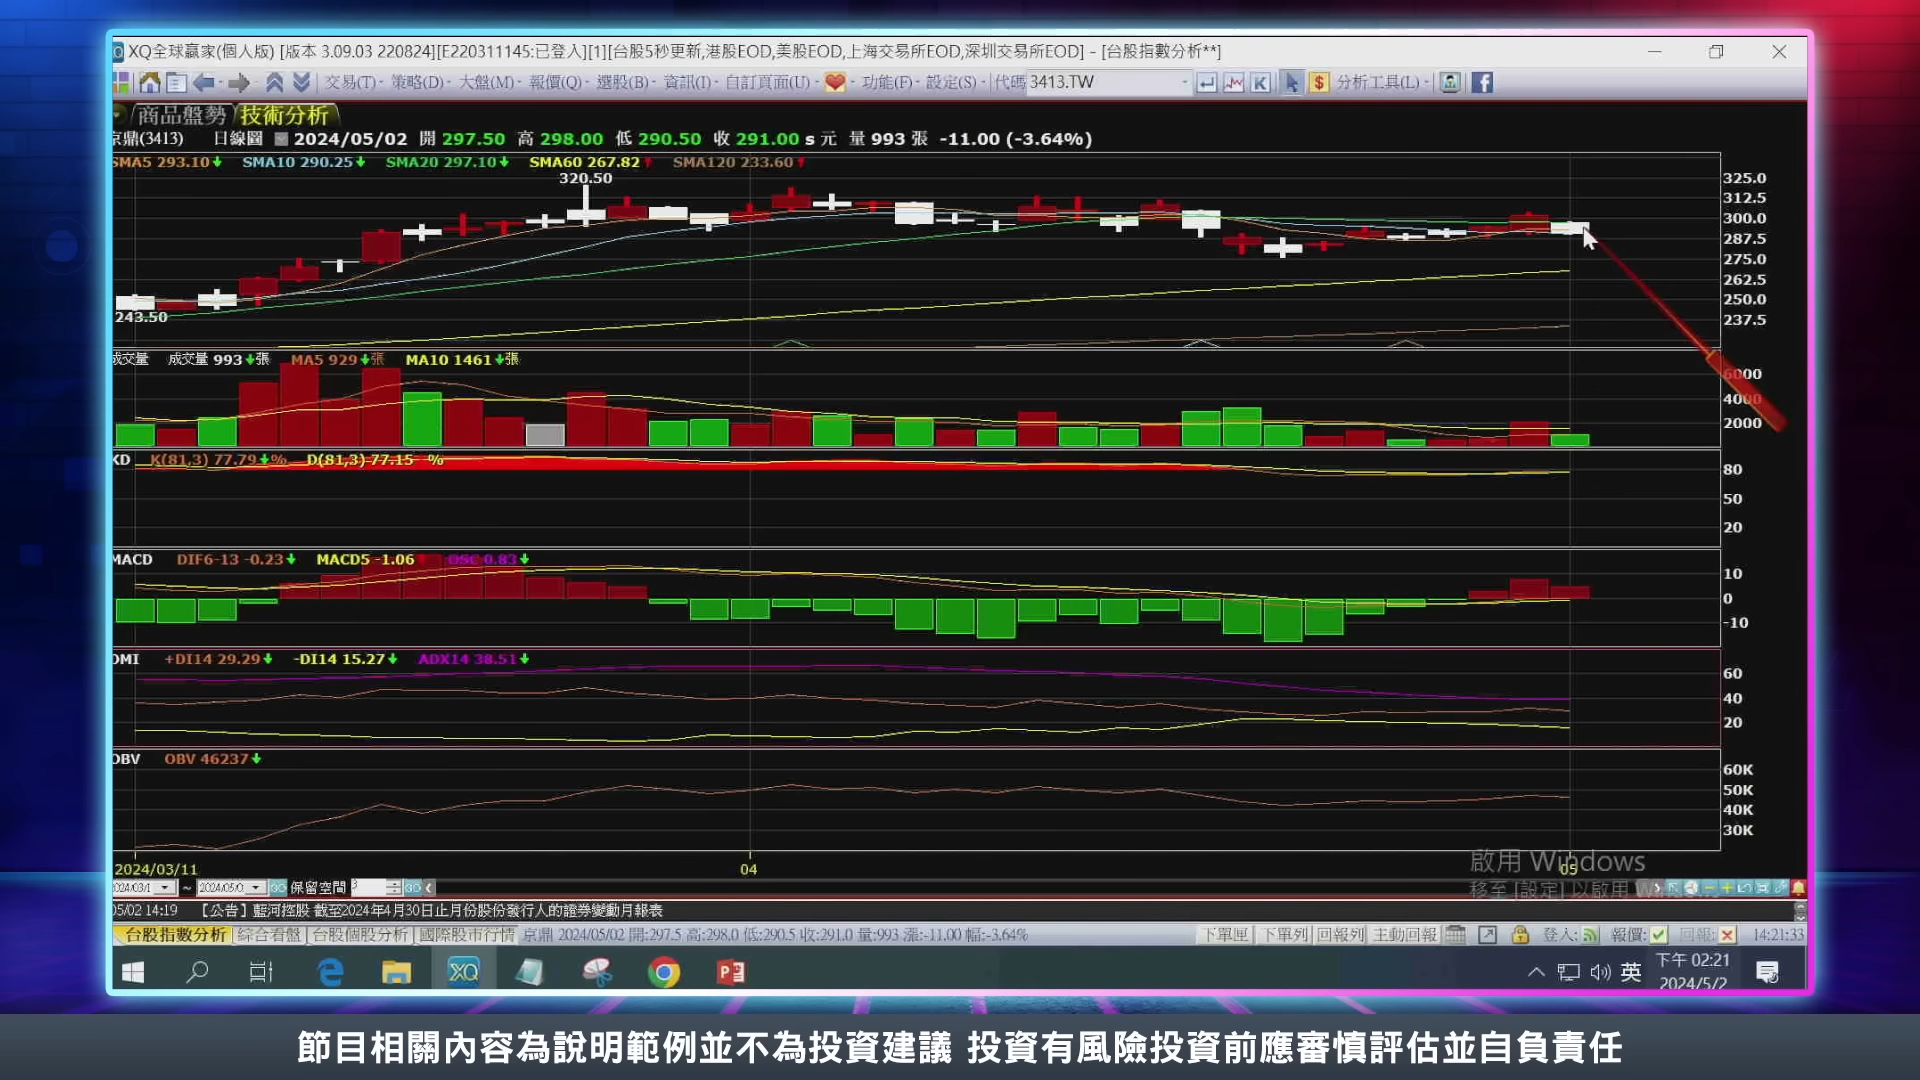 XQ全球贏家(個人版) [版本 3.09.03 220824][E220311145:已登入][1][台股5秒更新,港股EOD,美股EOD,上海交易所EOD,深圳交易所EOD] - [台股指數分析**]
交易(T) 策略(D) 大盤(M) 報價(Q) 選股(B) 資訊(I) 自訂頁面(U) 功能(F) 設定(S) 代碼 3413.TW K $ 分析工具(L)
商品盤勢 技術分析
京鼎(3413) 日線圖 2024/05/02 開 297.50 高 298.00 低 290.50 收 291.00 s 元 量 993 張 -11.00 (-3.64%)
SMA5 293.10 SMA10 290.25 SMA20 297.10 SMA60 267.82 SMA120 233.60
320.50
243.50
325.0
312.5
300.0
287.5
275.0
262.5
250.0
237.5
成交量 成交量 993 張 MA5 929 張 MA10 1461 張
6000
4000
2000
KD K(81,3) 77.79 % D(81,3) 77.15 %
80
50
20
MACD DIF6-13 -0.23 MACD5 -1.06 OSC 0.83
10
0
-10
DMI +DI14 29.29 -DI14 15.27 ADX14 38.51
60
40
20
OBV OBV 46237
60K
50K
40K
30K
2024/03/11 04 05
啟用 Windows
移至 [設定] 以啟用
保留空間 3
05/02 14:19 【公告】藍河控股 截至2024年4月30日止月份股份發行人的證券變動月報表
台股指數分析 綜合看盤 台股個股分析 國際股市行情 京鼎 2024/05/02 開:297.5 高:298.0 低:290.5 收:291.0 量:993 漲:-11.00 幅:-3.64% 下單匣 下單列 回報列 主動回報 登入: 報價: 回報: 14:21:33
英 下午 02:21
2024/5/2
節目相關內容為說明範例並不為投資建議 投資有風險投資前應審慎評估並自負責任